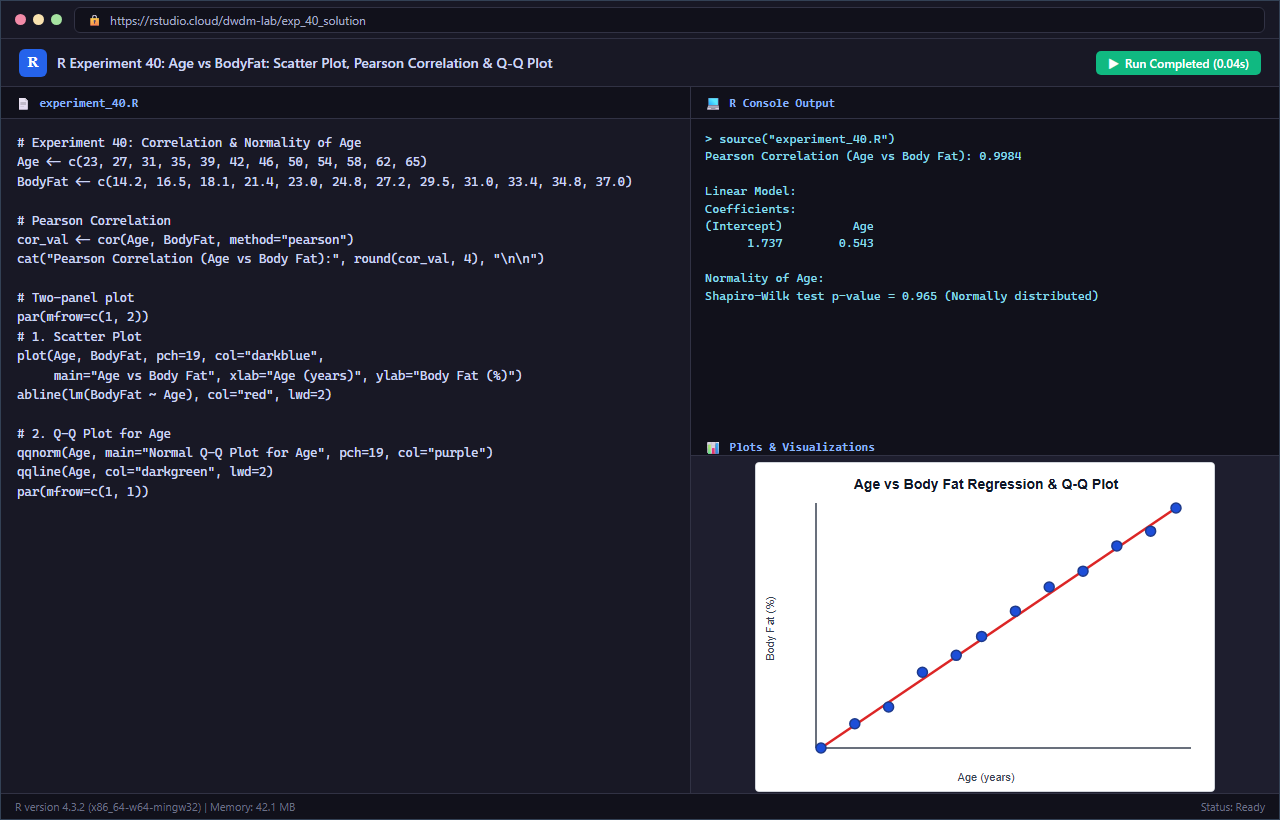 https://rstudio.cloud/dwdm-lab/exp_40_solution
R R Experiment 40: Age vs BodyFat: Scatter Plot, Pearson Correlation & Q-Q Plot
▶ Run Completed (0.04s)
experiment_40.R
# Experiment 40: Correlation & Normality of Age
Age <- c(23, 27, 31, 35, 39, 42, 46, 50, 54, 58, 62, 65)
BodyFat <- c(14.2, 16.5, 18.1, 21.4, 23.0, 24.8, 27.2, 29.5, 31.0, 33.4, 34.8, 37.0)
# Pearson Correlation
cor_val <- cor(Age, BodyFat, method="pearson")
cat("Pearson Correlation (Age vs Body Fat):", round(cor_val, 4), "\n\n")
# Two-panel plot
par(mfrow=c(1, 2))
# 1. Scatter Plot
plot(Age, BodyFat, pch=19, col="darkblue",
     main="Age vs Body Fat", xlab="Age (years)", ylab="Body Fat (%)")
abline(lm(BodyFat ~ Age), col="red", lwd=2)
# 2. Q-Q Plot for Age
qqnorm(Age, main="Normal Q-Q Plot for Age", pch=19, col="purple")
qqline(Age, col="darkgreen", lwd=2)
par(mfrow=c(1, 1))
R Console Output
> source("experiment_40.R")
Pearson Correlation (Age vs Body Fat): 0.9984
Linear Model:
Coefficients:
(Intercept)          Age
      1.737        0.543
Normality of Age:
Shapiro-Wilk test p-value = 0.965 (Normally distributed)
Plots & Visualizations
Age vs Body Fat Regression & Q-Q Plot
Body Fat (%)
Age (years)
R version 4.3.2 (x86_64-w64-mingw32) | Memory: 42.1 MB
Status: Ready